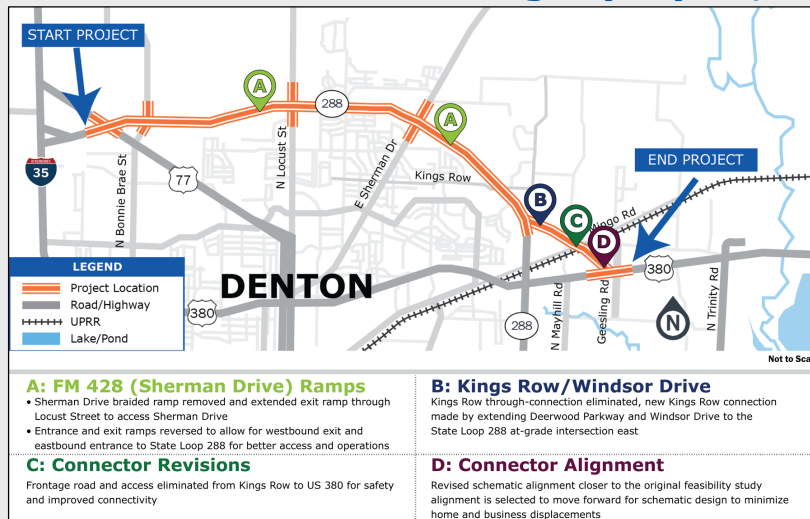 START PROJECT
A
288
A
END PROJECT
INTERSTATE
35
77
N Bonnie Brae St
N Locust St
E Sherman Dr
Kings Row
B
C
D
Mingo Rd
380
DENTON
380
288
N Mayhill Rd
Geesling Rd
N
N Trinity Rd
LEGEND
Project Location
Road/Highway
UPRR
Lake/Pond
Not to Sca
A: FM 428 (Sherman Drive) Ramps
• Sherman Drive braided ramp removed and extended exit ramp through
Locust Street to access Sherman Drive
• Entrance and exit ramps reversed to allow for westbound exit and
eastbound entrance to State Loop 288 for better access and operations
B: Kings Row/Windsor Drive
Kings Row through-connection eliminated, new Kings Row connection
made by extending Deerwood Parkway and Windsor Drive to the
State Loop 288 at-grade intersection east
C: Connector Revisions
Frontage road and access eliminated from Kings Row to US 380 for safety
and improved connectivity
D: Connector Alignment
Revised schematic alignment closer to the original feasibility study
alignment is selected to move forward for schematic design to minimize
home and business displacements